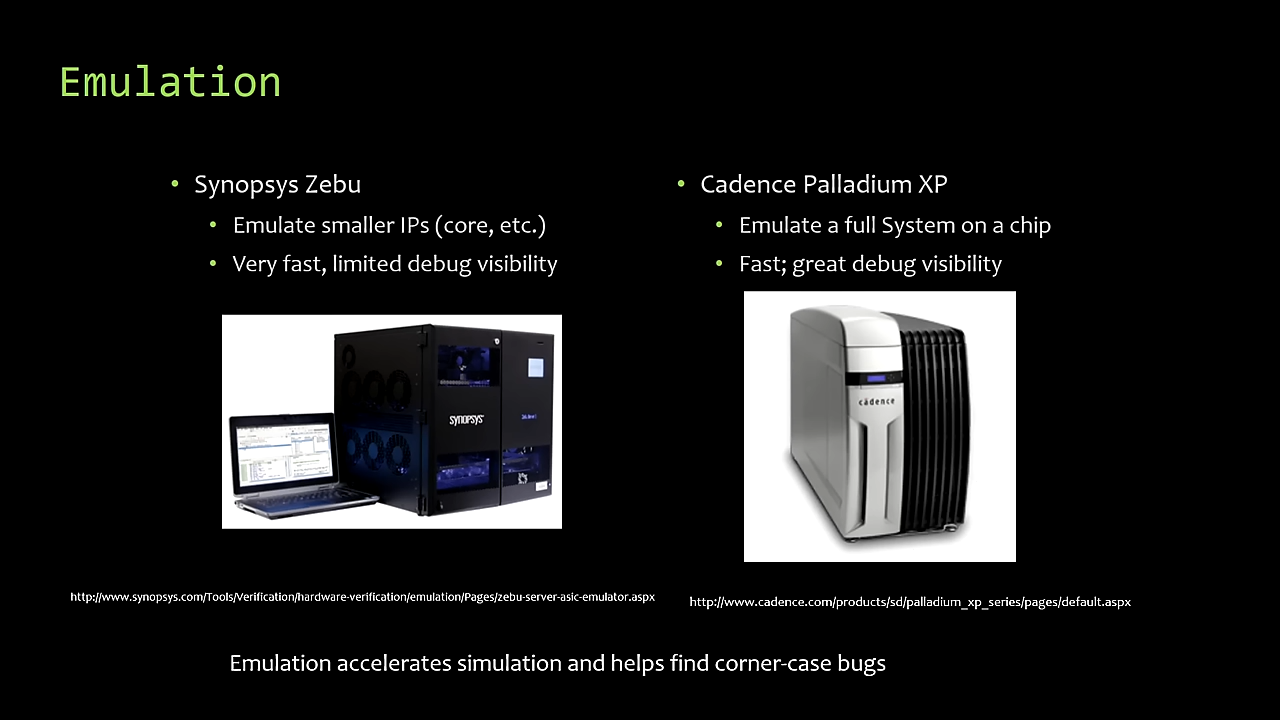 Emulation
• Synopsys Zebu
• Emulate smaller IPs (core, etc.)
• Very fast, limited debug visibility
SYNOPSYS
http://www.synopsys.com/Tools/Verification/hardware-verification/emulation/Pages/zebu-server-asic-emulator.aspx
• Cadence Palladium XP
• Emulate a full System on a chip
• Fast; great debug visibility
cādence
http://www.cadence.com/products/sd/palladium_xp_series/pages/default.aspx
Emulation accelerates simulation and helps find corner-case bugs